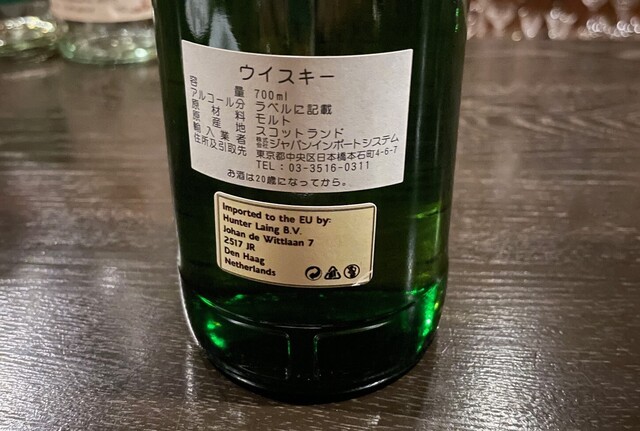 ウイスキー
容量 700ml
アルコール分 ラベルに記載
原材料 モルト
原産地 スコットランド
輸入業者 株式会社ジャパンインポートシステム
住所及引取先 東京都中央区日本橋本石町4-6-7
TEL：03-3516-0311
お酒は20歳になってから。
Imported to the EU by:
Hunter Laing B.V.
Johan de Wittlaan 7
2517 JR
Den Haag
Netherlands